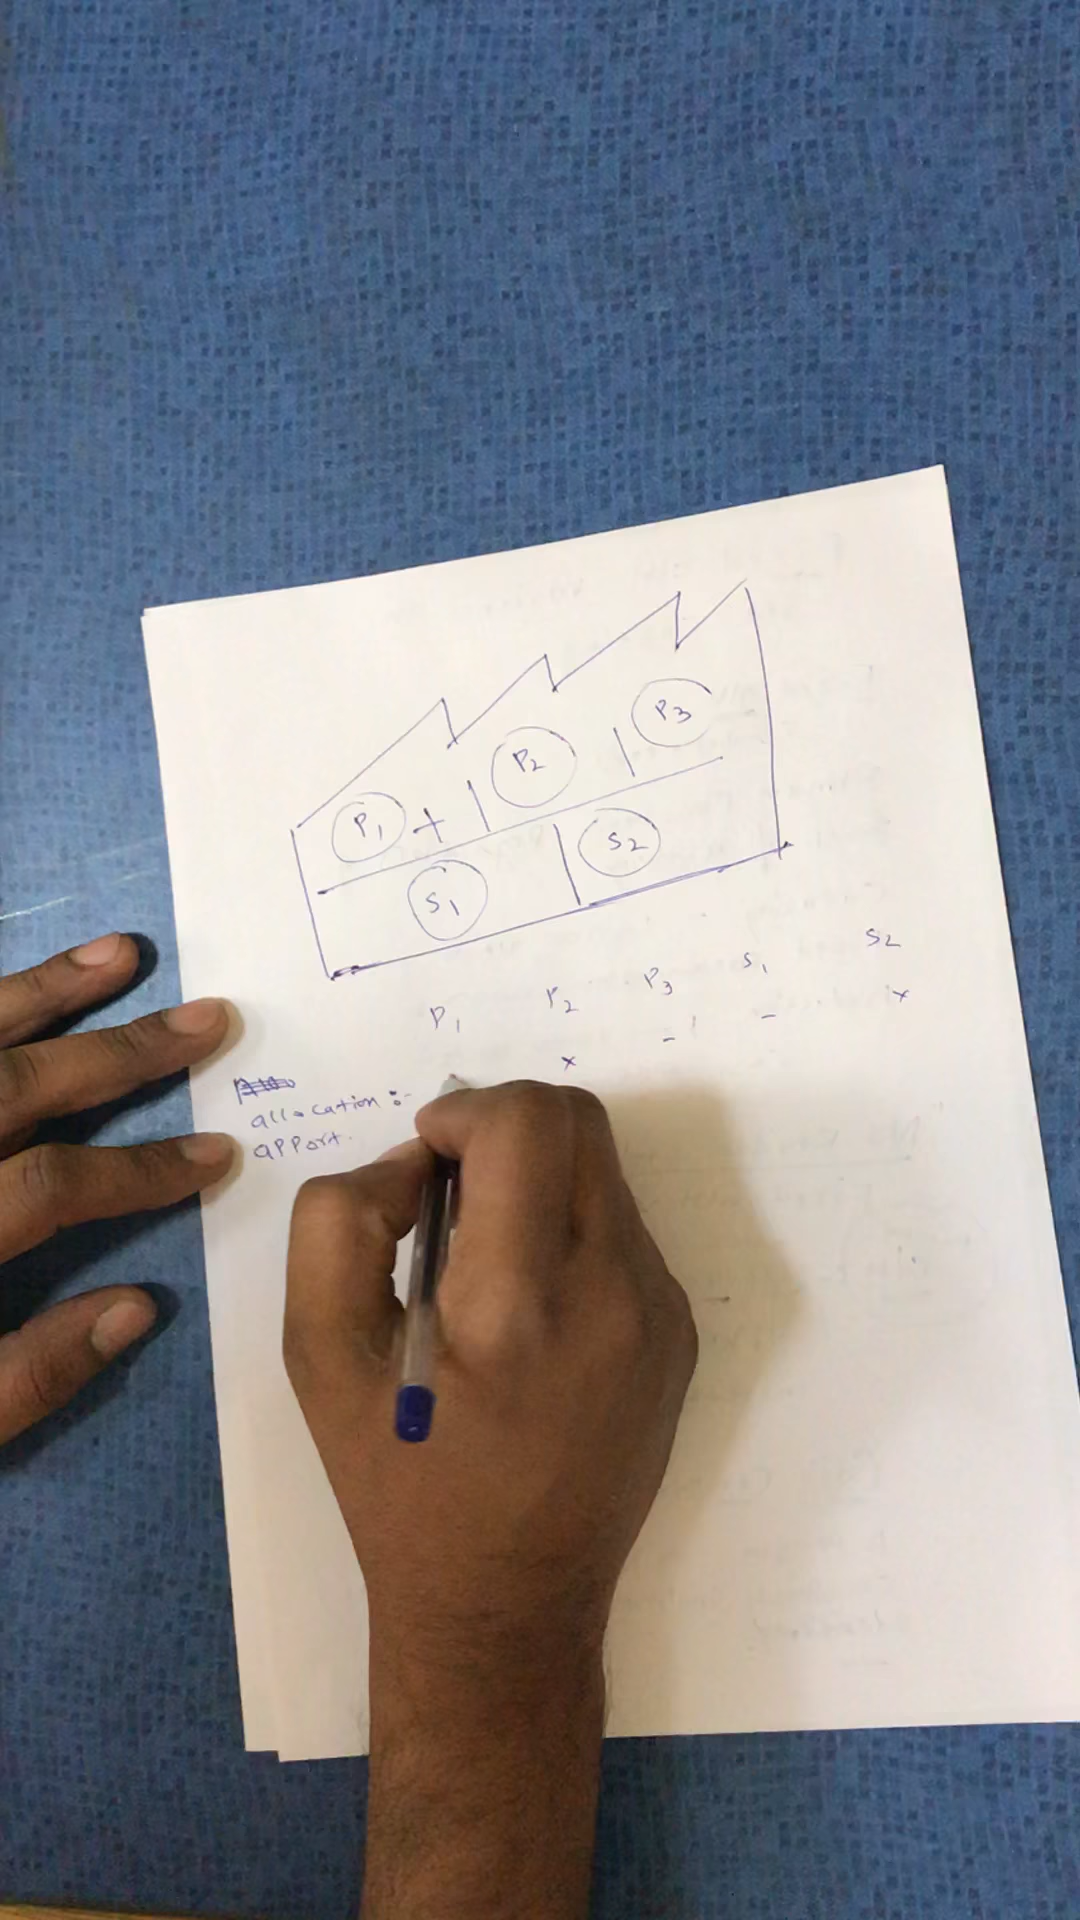 P3
P2
P1 +
S2
S1
P1 P2 P3 S1 S2
allocation :- x - - x
apport.